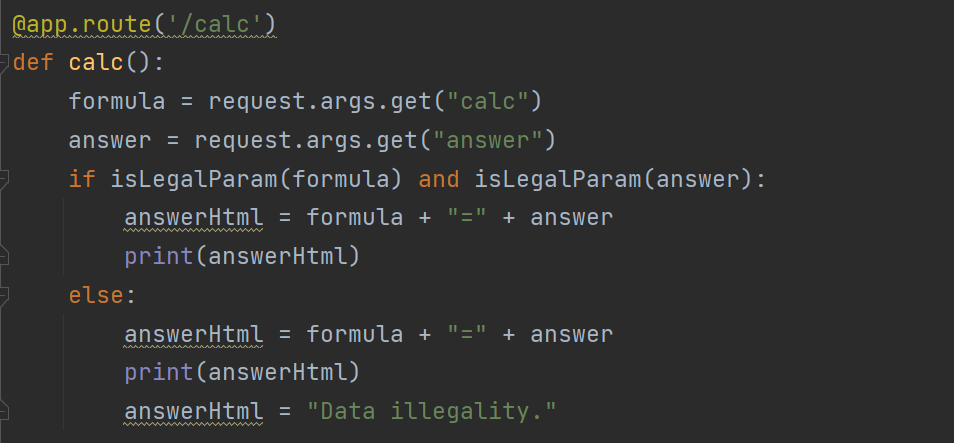 @app.route('/calc')
def calc():
    formula = request.args.get("calc")
    answer = request.args.get("answer")
    if isLegalParam(formula) and isLegalParam(answer):
        answerHtml = formula + "=" + answer
        print(answerHtml)
    else:
        answerHtml = formula + "=" + answer
        print(answerHtml)
        answerHtml = "Data illegality."